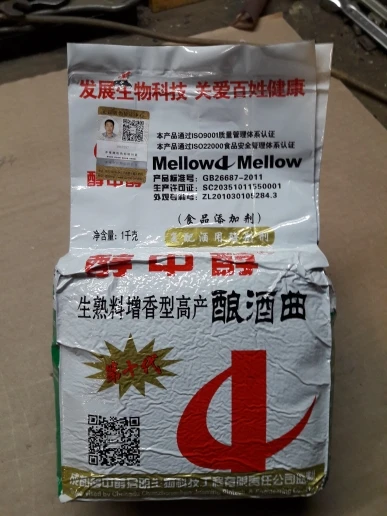 发展生物科技 关爱百姓健康
本产品通过ISO9001质量管理体系认证
本产品通过ISO22000食品安全管理体系认证
Mellow Mellow
产品标准号: GB26687-2011
生产许可证: SC20351011550001
醇中醇
(食品添加剂)
净含量: 1千克
醇中醇
生熟料增香型高产 酿酒曲
第十代